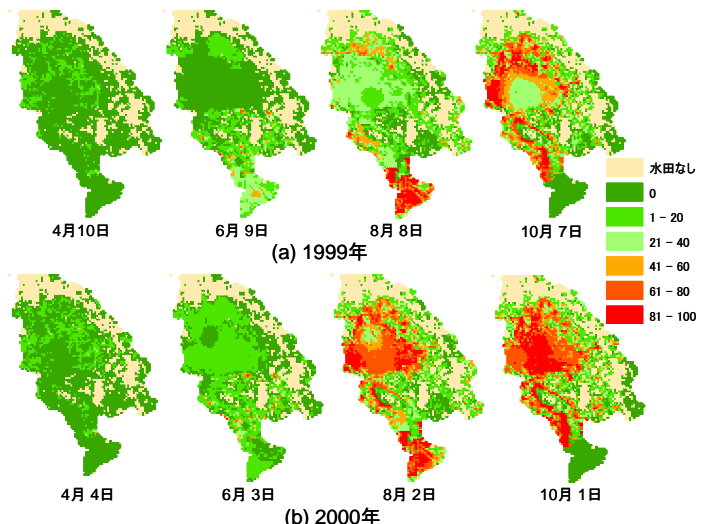 4月10日
6月 9日
8月 8日
10月 7日
(a) 1999年
水田なし
0
1 - 20
21 - 40
41 - 60
61 - 80
81 - 100
4月 4日
6月 3日
8月 2日
10月 1日
(b) 2000年